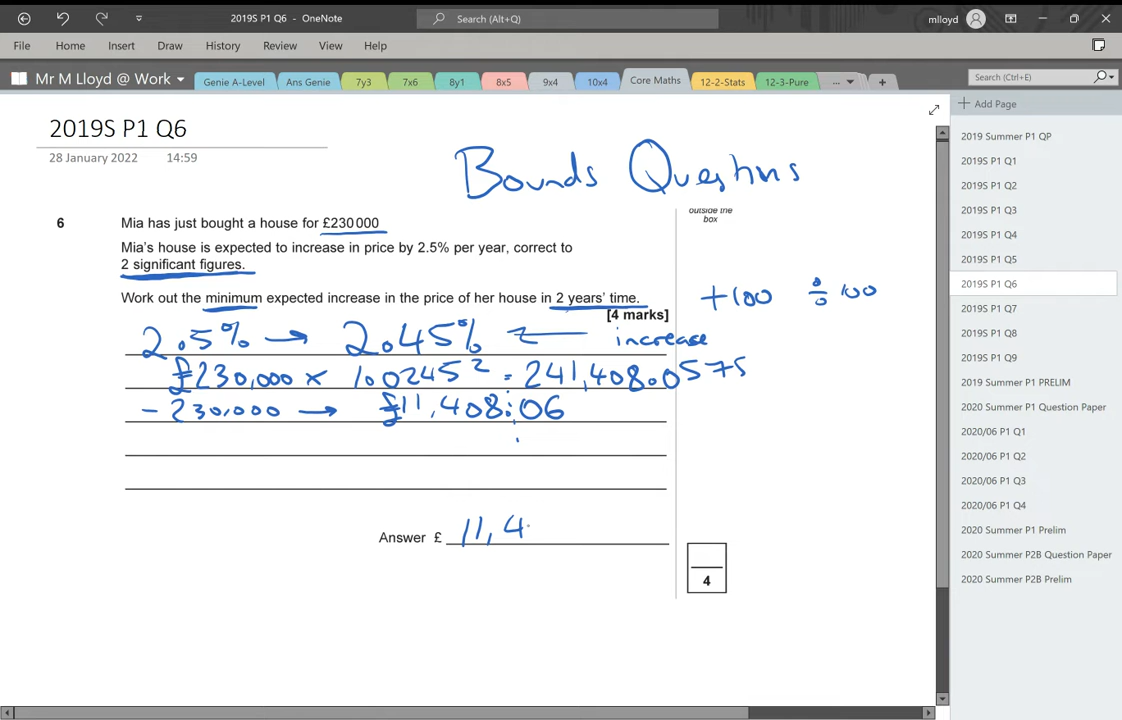 2019S P1 Q6 - OneNote
Search (Alt+Q)
mlloyd
File Home Insert Draw History Review View Help
Mr M Lloyd @ Work
Genie A-Level Ans Genie 7y3 7x6 8y1 8x5 9x4 10x4 Core Maths 12-2-Stats 12-3-Pure ... +
Search (Ctrl+E)
2019S P1 Q6
28 January 2022 14:59
Bounds Questions
outside the
box
6 Mia has just bought a house for £230 000
Mia's house is expected to increase in price by 2.5% per year, correct to
2 significant figures.
Work out the minimum expected increase in the price of her house in 2 years' time.
[4 marks]
+100 ÷100
2.5% → 2.45% ← increase
£230,000 × 1.0245² = 241,408.0575
- 230,000 → £11,408.06
Answer £ 11,4
4
+ Add Page
2019 Summer P1 QP
2019S P1 Q1
2019S P1 Q2
2019S P1 Q3
2019S P1 Q4
2019S P1 Q5
2019S P1 Q6
2019S P1 Q7
2019S P1 Q8
2019S P1 Q9
2019 Summer P1 PRELIM
2020 Summer P1 Question Paper
2020/06 P1 Q1
2020/06 P1 Q2
2020/06 P1 Q3
2020/06 P1 Q4
2020 Summer P1 Prelim
2020 Summer P2B Question Paper
2020 Summer P2B Prelim